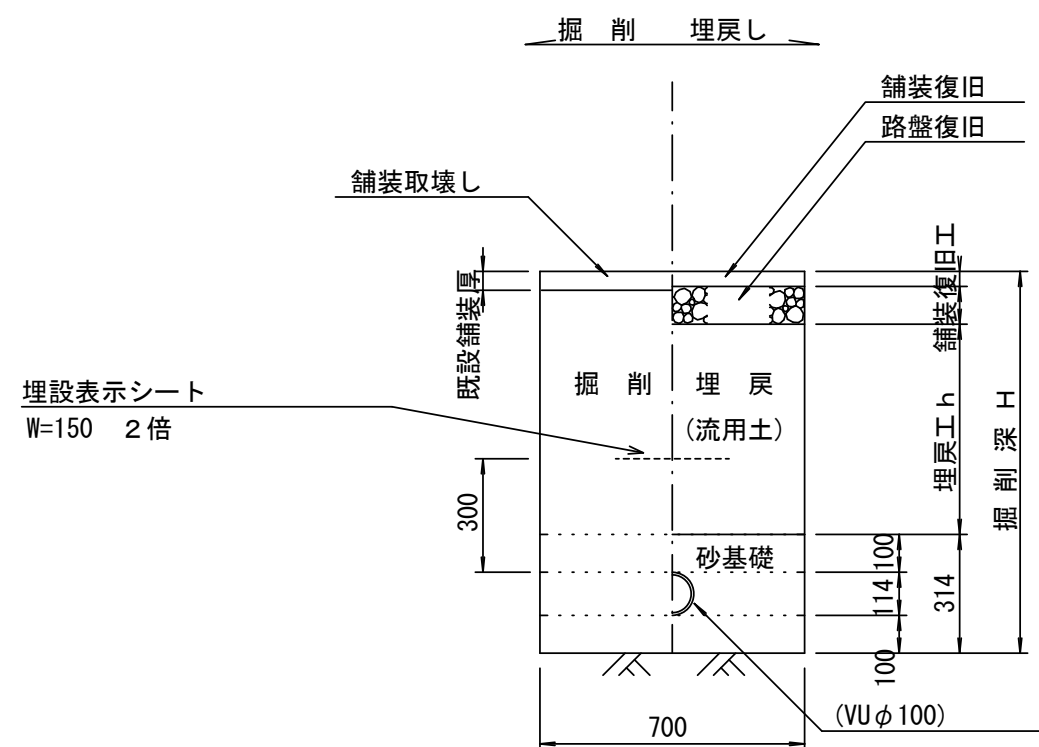 掘 削 埋戻し
舗装復旧
路盤復旧
舗装取壊し
既設舗装厚
舗装復旧工
埋設表示シート
W=150 2倍
掘 削 埋 戻
(流用土)
埋戻工h
掘削深H
300
砂基礎
100
114
100
314
(VUφ100)
700